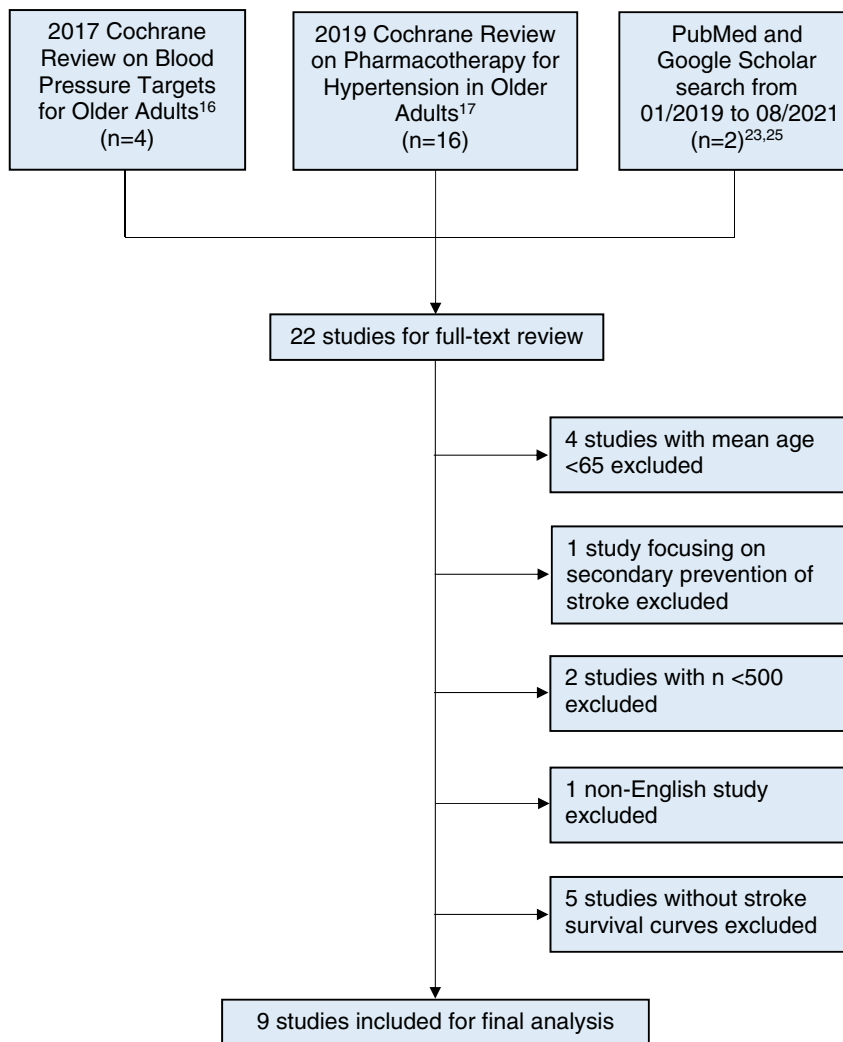 2017 Cochrane
Review on Blood
Pressure Targets
for Older Adults16
(n=4)
2019 Cochrane Review
on Pharmacotherapy for
Hypertension in Older
Adults17
(n=16)
PubMed and
Google Scholar
search from
01/2019 to 08/2021
(n=2)23,25
22 studies for full-text review
4 studies with mean age
<65 excluded
1 study focusing on
secondary prevention of
stroke excluded
2 studies with n <500
excluded
1 non-English study
excluded
5 studies without stroke
survival curves excluded
9 studies included for final analysis